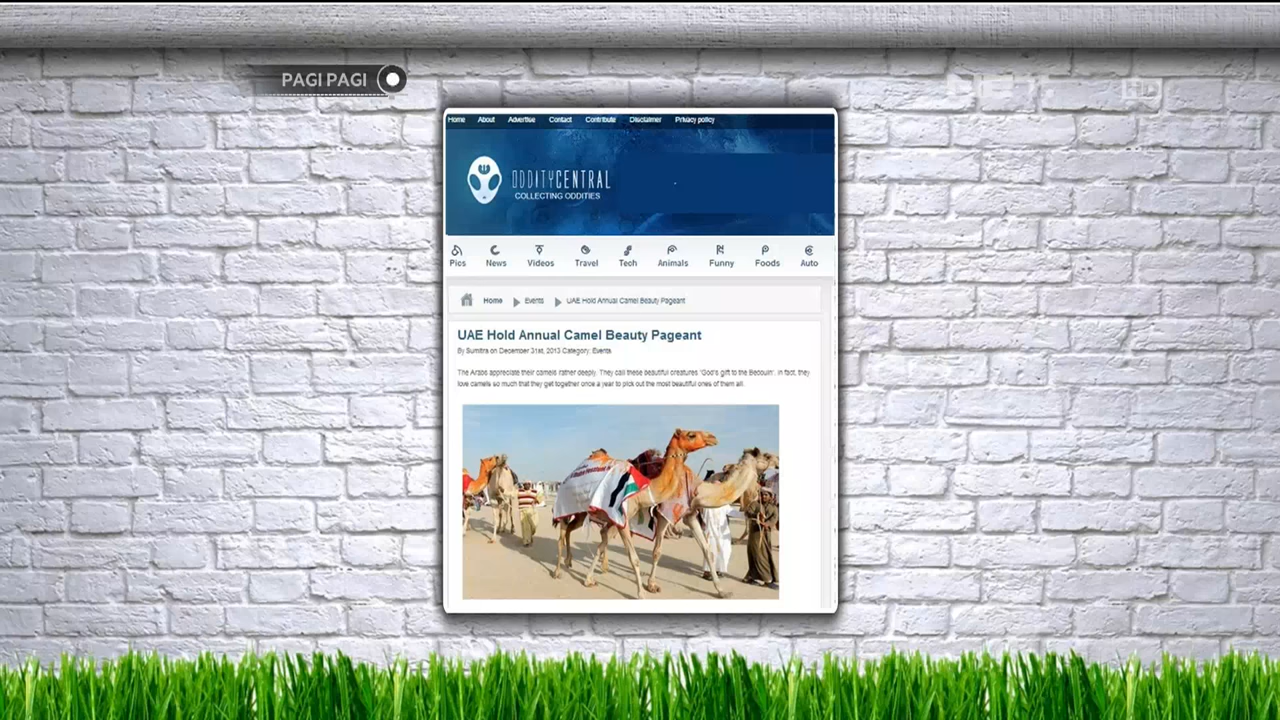 PAGI PAGI
NET.
HD
Home About Advertise Contact Contribute Disclaimer Privacy policy
ODDITYCENTRAL
COLLECTING ODDITIES
Pics News Videos Travel Tech Animals Funny Foods Auto
Home Events UAE Hold Annual Camel Beauty Pageant
UAE Hold Annual Camel Beauty Pageant
By Sumitra on December 31st, 2013 Category: Events
The Arabs appreciate their camels rather deeply. They call these beautiful creatures 'God's gift to the Bedouin'. In fact, they
love camels so much that they get together once a year to pick out the most beautiful ones of them all.